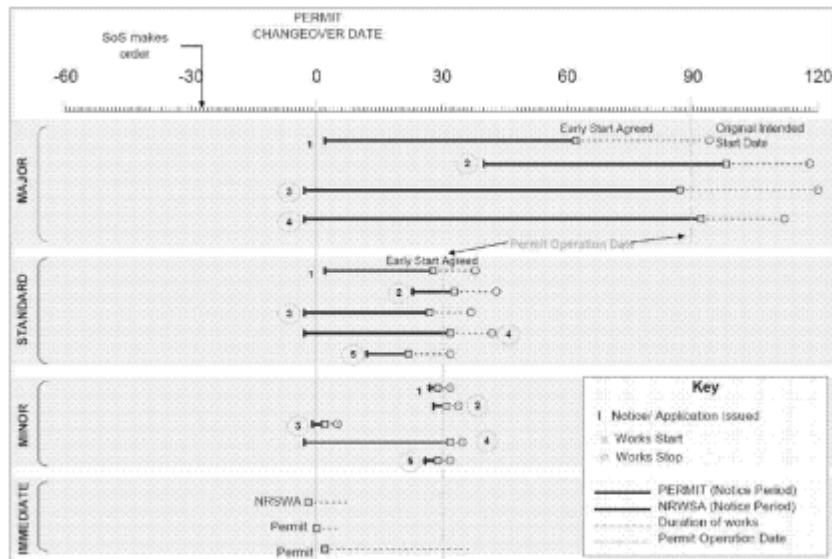 PERMIT
CHANGEOVER DATE
SoS makes
order
-60 -30 0 30 60 90 120
MAJOR
1
Early Start Agreed
Original Intended
Start Date
2
3
4
Permit Operation Date
STANDARD
Early Start Agreed
1
2
3
4
5
MINOR
1
2
3
4
5
IMMEDIATE
NRSWA
Permit
Permit
Key
Notice/ Application Issued
Works Start
Works Stop
PERMIT (Notice Period)
NRWSA (Notice Period)
Duration of works
Permit Operation Date